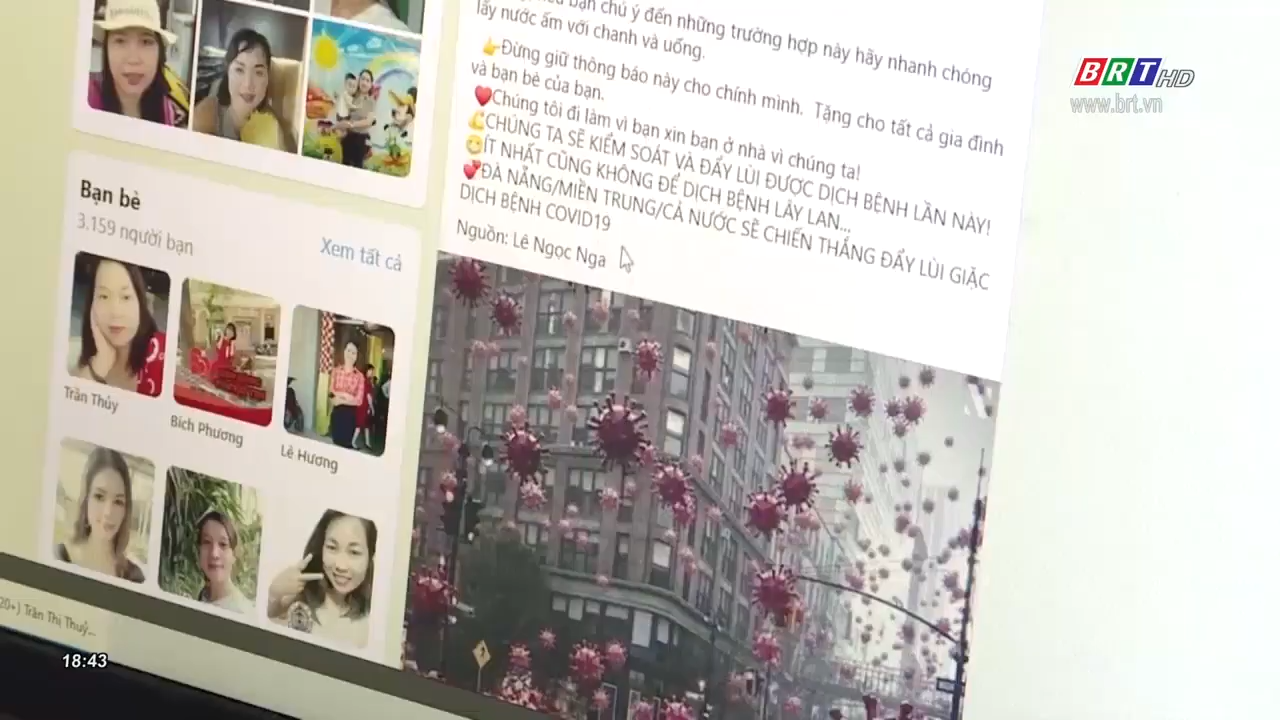 bạn chú ý đến những trường hợp này hãy nhanh chóng
lấy nước ấm với chanh và uống.
👉Đừng giữ thông báo này cho chính mình. Tặng cho tất cả gia đình
và bạn bè của bạn.
❤️Chúng tôi đi làm vì bạn xin bạn ở nhà vì chúng ta!
💪CHÚNG TA SẼ KIỂM SOÁT VÀ ĐẨY LÙI ĐƯỢC DỊCH BỆNH LẦN NÀY!
😷ÍT NHẤT CŨNG KHÔNG ĐỂ DỊCH BỆNH LÂY LAN...
💕ĐÀ NẴNG/MIỀN TRUNG/CẢ NƯỚC SẼ CHIẾN THẮNG ĐẨY LÙI GIẶC
DỊCH BỆNH COVID19
Nguồn: Lê Ngọc Nga
BRT HD
www.brt.vn
Bạn bè
3.159 người bạn
Xem tất cả
Trần Thủy
Bích Phương
Lê Hương
20+) Trần Thị Thuỷ...
18:43